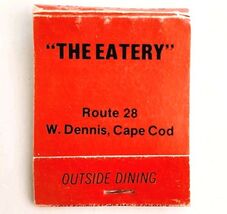 "THE EATERY"
Route 28
W. Dennis, Cape Cod
OUTSIDE DINING